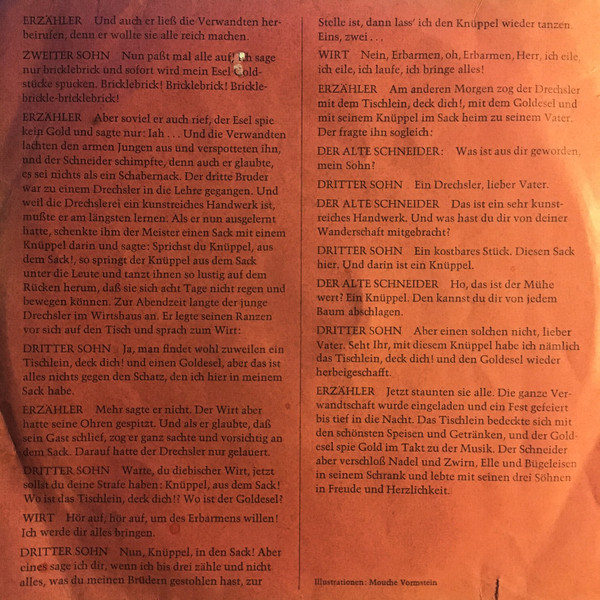 ERZÄHLER Und auch er ließ die Verwandten her-
beirufen, denn er wollte sie alle reich machen.
ZWEITER SOHN Nun paßt mal alle auf! Ich sage
nur bricklebrick und sofort wird mein Esel Gold-
stücke spucken. Bricklebrick! Bricklebrick! Brickle-
brickle-bricklebrick!
ERZÄHLER Aber soviel er auch rief, der Esel spie
kein Gold und sagte nur: Iah . . . Und die Verwandten
lachten den armen Jungen aus und verspotteten ihn,
und der Schneider schimpfte, denn auch er glaubte,
es sei nichts als ein Schabernack. Der dritte Bruder
war zu einem Drechsler in die Lehre gegangen. Und
weil die Drechslerei ein kunstreiches Handwerk ist,
mußte er am längsten lernen. Als er nun ausgelernt
hatte, schenkte ihm der Meister einen Sack mit einem
Knüppel darin und sagte: Sprichst du Knüppel, aus
dem Sack!, so springt der Knüppel aus dem Sack
unter die Leute und tanzt ihnen so lustig auf dem
Rücken herum, daß sie sich acht Tage nicht regen und
bewegen können. Zur Abendzeit langte der junge
Drechsler im Wirtshaus an. Er legte seinen Ranzen
vor sich auf den Tisch und sprach zum Wirt:
DRITTER SOHN Ja, man findet wohl zuweilen ein
Tischlein, deck dich! und einen Goldesel, aber das ist
alles nichts gegen den Schatz, den ich hier in meinem
Sack habe.
ERZÄHLER Mehr sagte er nicht. Der Wirt aber
hatte seine Ohren gespitzt. Und als er glaubte, daß
sein Gast schlief, zog er ganz sachte und vorsichtig an
dem Sack. Darauf hatte der Drechsler nur gelauert.
DRITTER SOHN Warte, du diebischer Wirt, jetzt
sollst du deine Strafe haben: Knüppel, aus dem Sack!
Wo ist das Tischlein, deck dich!? Wo ist der Goldesel?
WIRT Hör auf, hör auf, um des Erbarmens willen!
Ich werde dir alles bringen.
DRITTER SOHN Nun, Knüppel, in den Sack! Aber
eines sage ich dir, wenn ich bis drei zähle und nicht
alles, was du meinen Brüdern gestohlen hast, zur
Stelle ist, dann lass' ich den Knüppel wieder tanzen.
Eins, zwei . . .
WIRT Nein, Erbarmen, oh, Erbarmen, Herr, ich eile,
ich eile, ich laufe, ich bringe alles!
ERZÄHLER Am anderen Morgen zog der Drechsler
mit dem Tischlein, deck dich!, mit dem Goldesel und
mit seinem Knüppel im Sack heim zu seinem Vater.
Der fragte ihn sogleich:
DER ALTE SCHNEIDER: Was ist aus dir geworden,
mein Sohn?
DRITTER SOHN Ein Drechsler, lieber Vater.
DER ALTE SCHNEIDER Das ist ein sehr kunst-
reiches Handwerk. Und was hast du dir von deiner
Wanderschaft mitgebracht?
DRITTER SOHN Ein kostbares Stück. Diesen Sack
hier. Und darin ist ein Knüppel.
DER ALTE SCHNEIDER Ho, das ist der Mühe
wert? Ein Knüppel. Den kannst du dir von jedem
Baum abschlagen.
DRITTER SOHN Aber einen solchen nicht, lieber
Vater. Seht Ihr, mit diesem Knüppel habe ich nämlich
das Tischlein, deck dich! und den Goldesel wieder
herbeigeschafft.
ERZÄHLER Jetzt staunten sie alle. Die ganze Ver-
wandtschaft wurde eingeladen und ein Fest gefeiert
bis tief in die Nacht. Das Tischlein bedeckte sich mit
den schönsten Speisen und Getränken, und der Gold-
esel spie Gold im Takt zu der Musik. Der Schneider
aber verschloß Nadel und Zwirn, Elle und Bügeleisen
in seinem Schrank und lebte mit seinen drei Söhnen
in Freude und Herzlichkeit.
Illustrationen: Mouche Vormstein